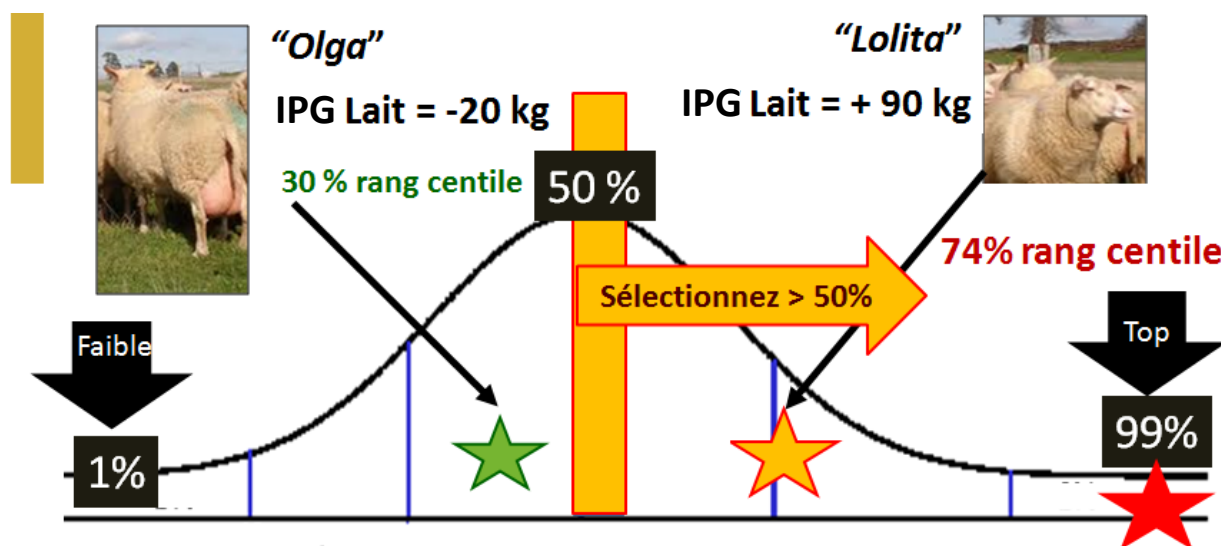 “Olga”
IPG Lait = -20 kg
30 % rang centile
50 %
“Lolita”
IPG Lait = + 90 kg
74% rang centile
Sélectionnez > 50%
Faible
1%
Top
99%